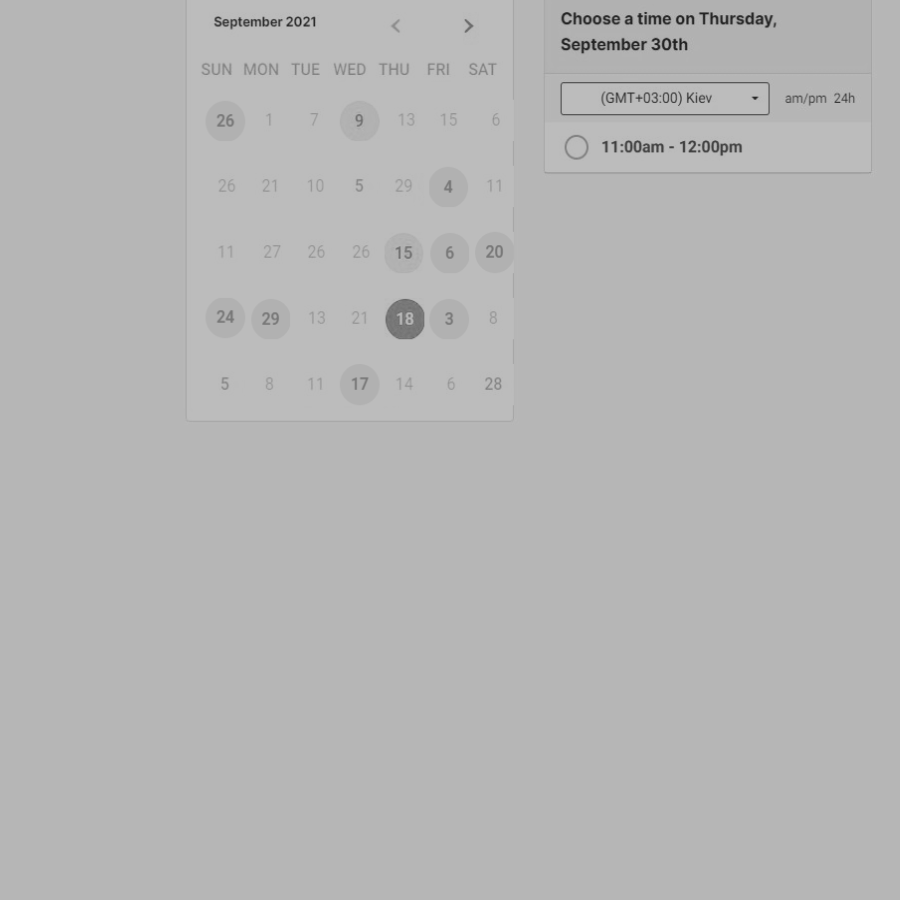 September 2021
SUN MON TUE WED THU FRI SAT
26 1 7 9 13 15 6
26 21 10 5 29 4 11
11 27 26 26 15 6 20
24 29 13 21 18 3 8
5 8 11 17 14 6 28
Choose a time on Thursday,
September 30th
(GMT+03:00) Kiev am/pm 24h
11:00am - 12:00pm